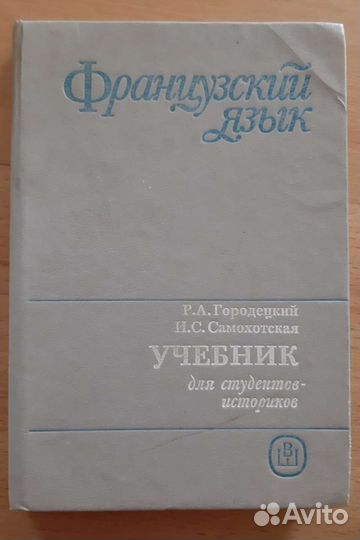 Французский
язык
Р.А.Городецкий
И.С.Самохотская
УЧЕБНИК
для студентов-
историков
ВШ
Avito